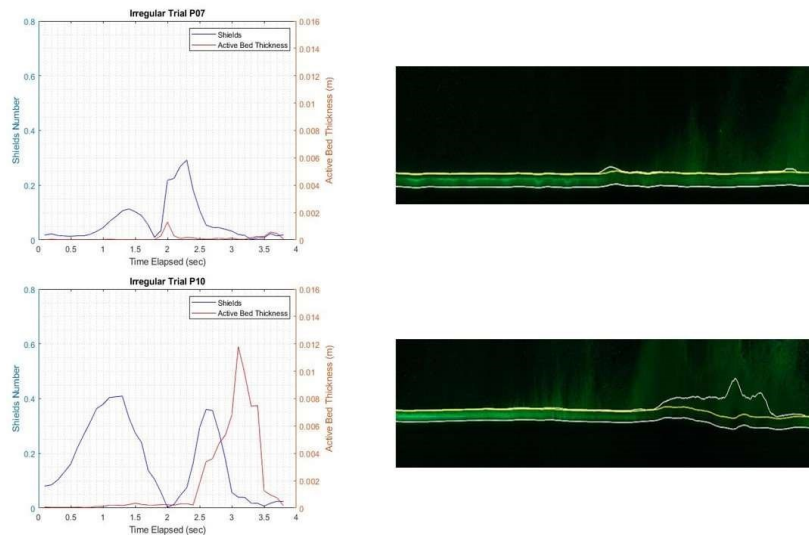 Irregular Trial P07
Shields
Active Bed Thickness
Shields Number
0.8
0.6
0.4
0.2
0
Active Bed Thickness (m)
0.016
0.014
0.012
0.01
0.008
0.006
0.004
0.002
0
0 0.5 1 1.5 2 2.5 3 3.5 4
Time Elapsed (sec)
Irregular Trial P10
Shields
Active Bed Thickness
Shields Number
0.8
0.6
0.4
0.2
0
Active Bed Thickness (m)
0.016
0.014
0.012
0.01
0.008
0.006
0.004
0.002
0
0 0.5 1 1.5 2 2.5 3 3.5 4
Time Elapsed (sec)